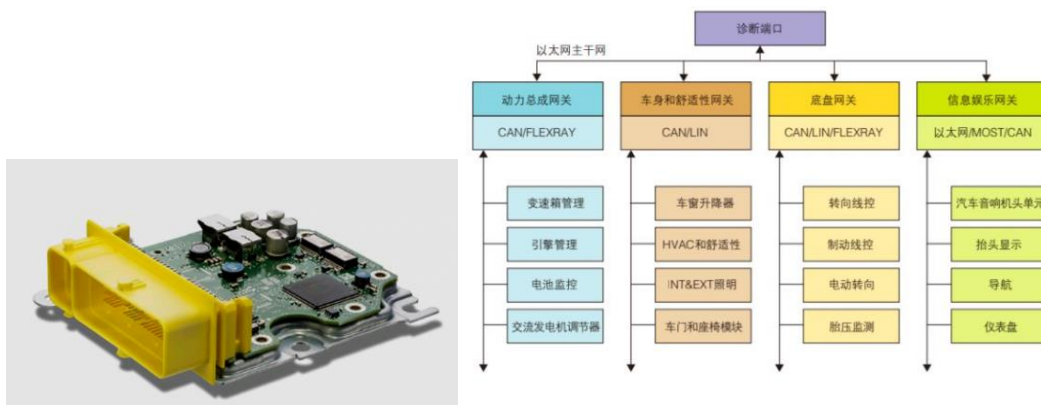 诊断端口
以太网主干网
动力总成网关
CAN/FLEXRAY
变速箱管理
引擎管理
电池监控
交流发电机调节器
车身和舒适性网关
CAN/LIN
车窗升降器
HVAC和舒适性
INT&EXT照明
车门和座椅模块
底盘网关
CAN/LIN/FLEXRAY
转向线控
制动线控
电动转向
胎压监测
信息娱乐网关
以太网/MOST/CAN
汽车音响机头单元
抬头显示
导航
仪表盘